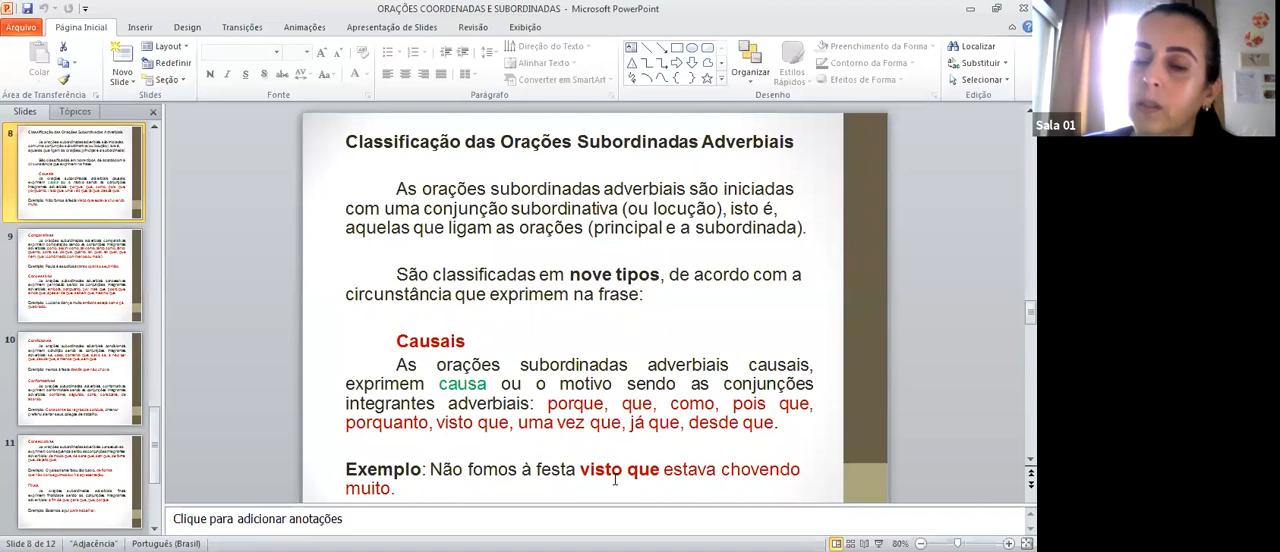 ORAÇÕES COORDENADAS E SUBORDINADAS - Microsoft PowerPoint
Arquivo Página Inicial Inserir Design Transições Animações Apresentação de Slides Revisão Exibição
Colar
Novo Slide
Layout
Redefinir
Seção
Direção do Texto
Alinhar Texto
Converter em SmartArt
Organizar
Estilos Rápidos
Preenchimento da Forma
Contorno da Forma
Efeitos de Forma
Localizar
Substituir
Selecionar
Área de Transferência Slides Fonte Parágrafo Desenho Edição
Slides Tópicos
8
9
10
11
Sala 01
Classificação das Orações Subordinadas Adverbiais
As orações subordinadas adverbiais são iniciadas
com uma conjunção subordinativa (ou locução), isto é,
aquelas que ligam as orações (principal e a subordinada).
São classificadas em nove tipos, de acordo com a
circunstância que exprimem na frase:
Causais
As orações subordinadas adverbiais causais,
exprimem causa ou o motivo sendo as conjunções
integrantes adverbiais: porque, que, como, pois que,
porquanto, visto que, uma vez que, já que, desde que.
Exemplo: Não fomos à festa visto que estava chovendo
muito.
Clique para adicionar anotações
Slide 8 de 12 "Adjacência" Português (Brasil) 80%